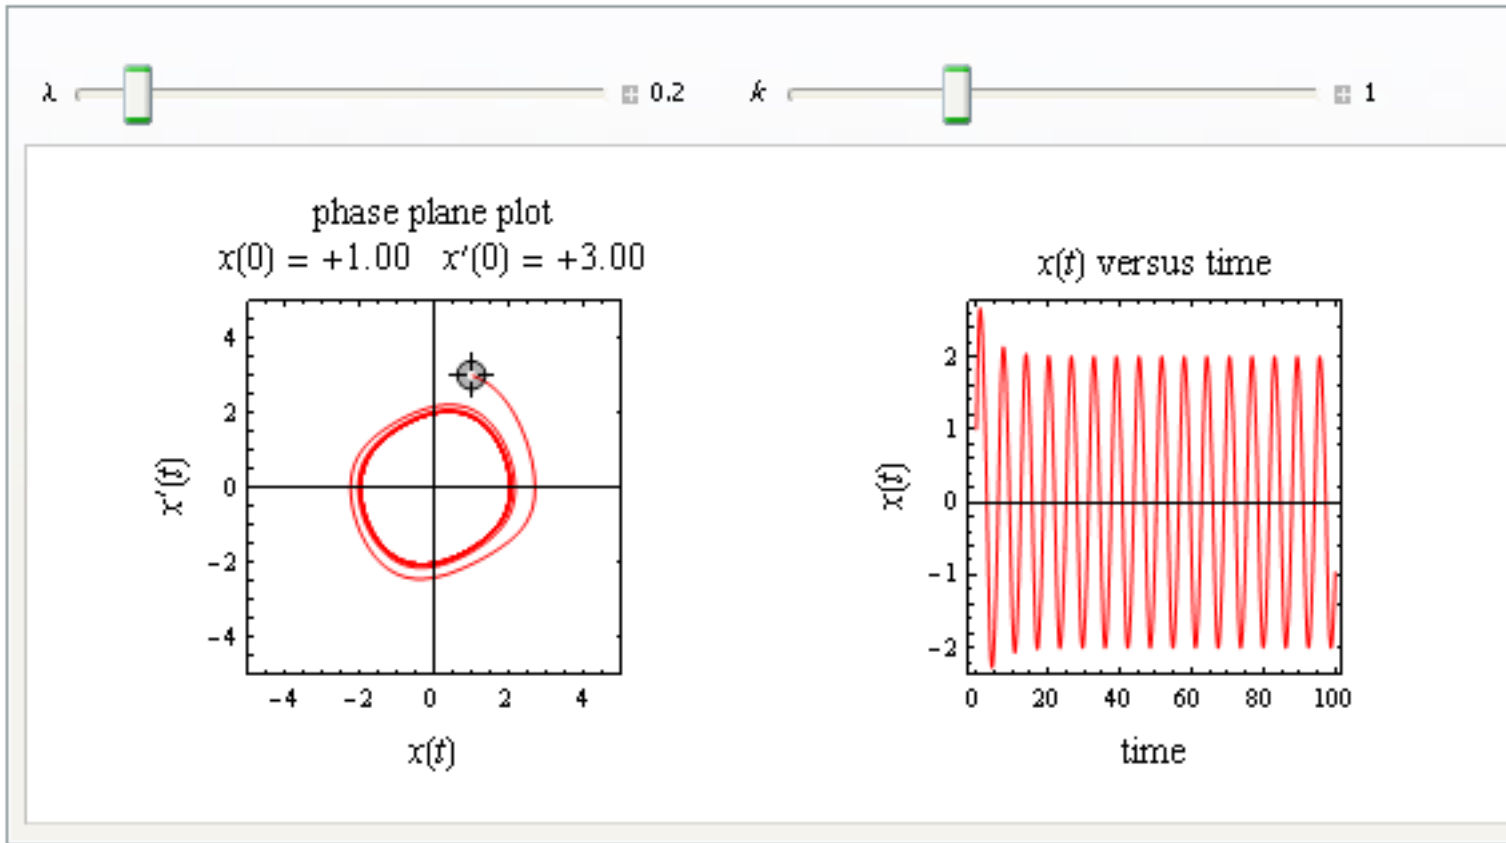 λ 0.2 k 1
phase plane plot
x(0) = +1.00 x′(0) = +3.00
x(t) versus time
4
2
0
−2
−4
x′(t)
−4 −2 0 2 4
x(t)
2
1
0
−1
−2
x(t)
0 20 40 60 80 100
time